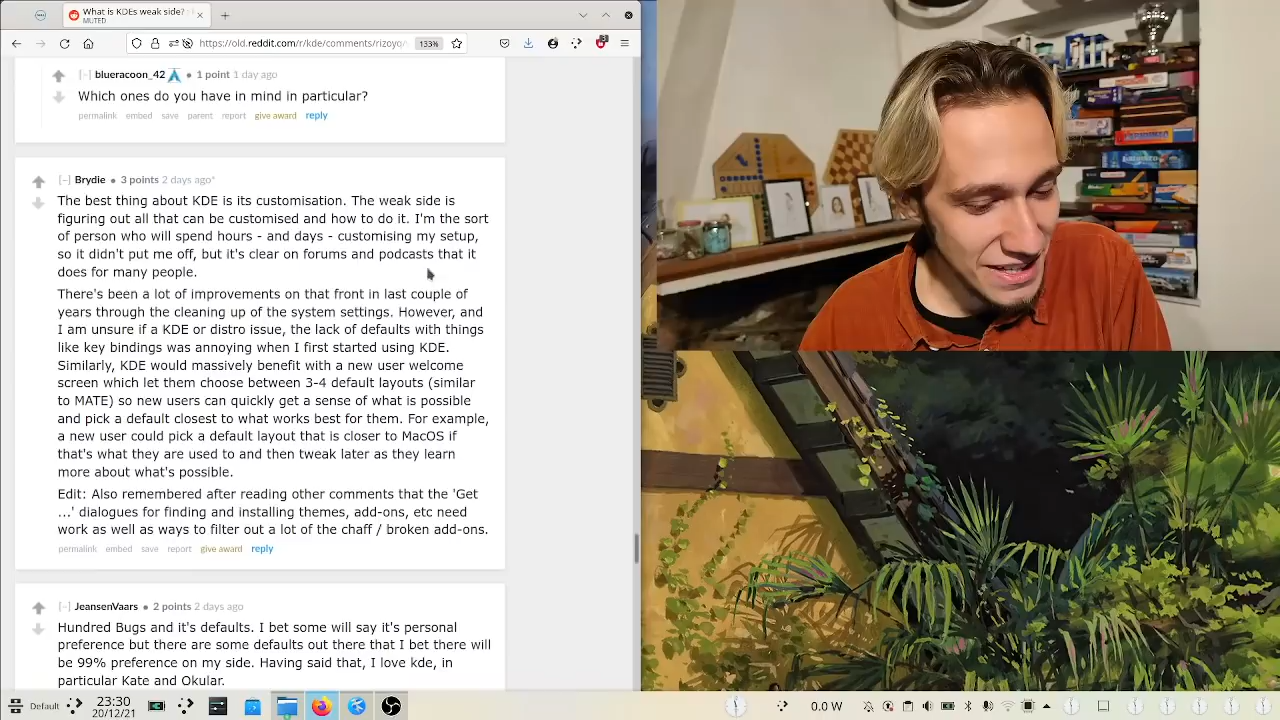 What is KDEs weak side?
MUTED
https://old.reddit.com/r/kde/comments/rizoyo/
133%
[-] blueracoon_42 • 1 point 1 day ago
Which ones do you have in mind in particular?
permalink embed save parent report give award reply
[-] Brydie • 3 points 2 days ago*
The best thing about KDE is its customisation. The weak side is
figuring out all that can be customised and how to do it. I'm the sort
of person who will spend hours - and days - customising my setup,
so it didn't put me off, but it's clear on forums and podcasts that it
does for many people.
There's been a lot of improvements on that front in last couple of
years through the cleaning up of the system settings. However, and
I am unsure if a KDE or distro issue, the lack of defaults with things
like key bindings was annoying when I first started using KDE.
Similarly, KDE would massively benefit with a new user welcome
screen which let them choose between 3-4 default layouts (similar
to MATE) so new users can quickly get a sense of what is possible
and pick a default closest to what works best for them. For example,
a new user could pick a default layout that is closer to MacOS if
that's what they are used to and then tweak later as they learn
more about what's possible.
Edit: Also remembered after reading other comments that the 'Get
...' dialogues for finding and installing themes, add-ons, etc need
work as well as ways to filter out a lot of the chaff / broken add-ons.
permalink embed save report give award reply
[-] JeansenVaars • 2 points 2 days ago
Hundred Bugs and it's defaults. I bet some will say it's personal
preference but there are some defaults out there that I bet there will
be 99% preference on my side. Having said that, I love kde, in
particular Kate and Okular.
Default
23:30
20/12/21
0.0 W